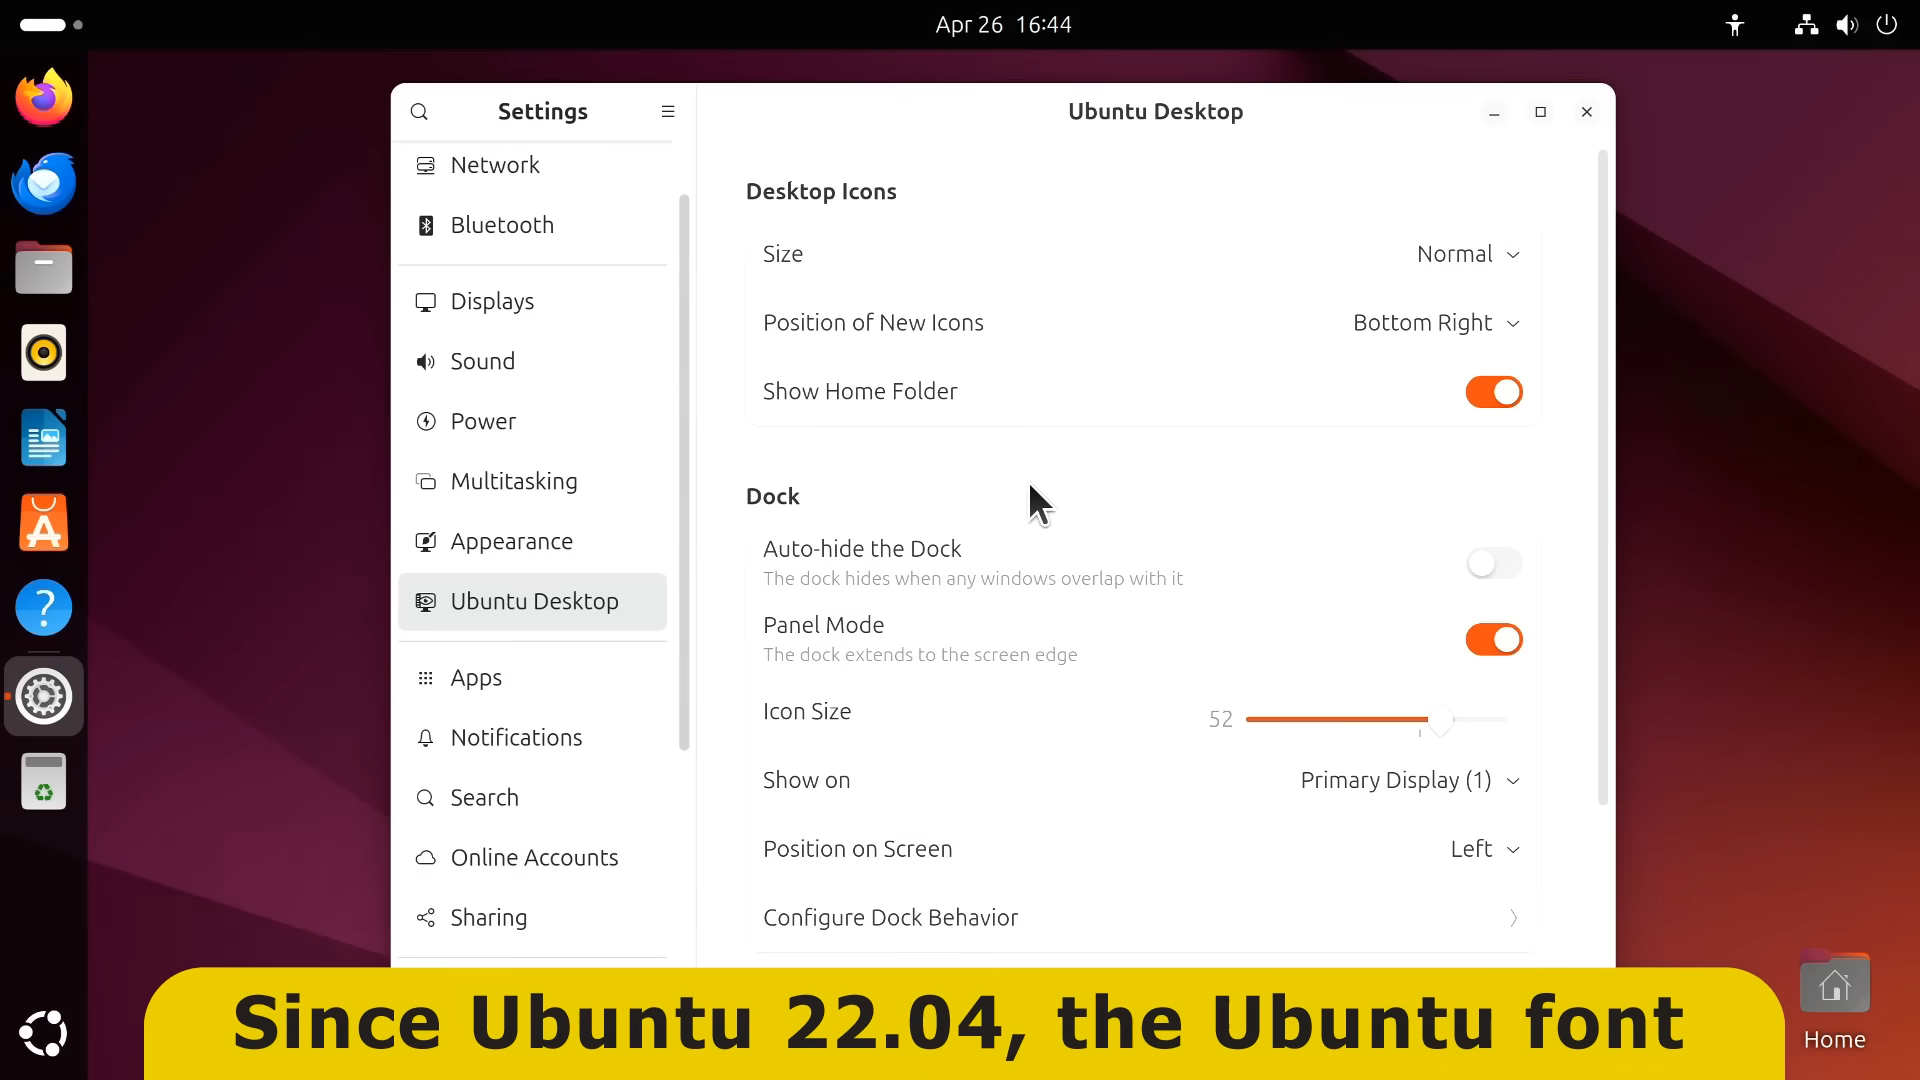 Apr 26 16:44
Settings
Ubuntu Desktop
Network
Bluetooth
Displays
Sound
Power
Multitasking
Appearance
Ubuntu Desktop
Apps
Notifications
Search
Online Accounts
Sharing
Desktop Icons
Size
Normal
Position of New Icons
Bottom Right
Show Home Folder
Dock
Auto-hide the Dock
The dock hides when any windows overlap with it
Panel Mode
The dock extends to the screen edge
Icon Size
52
Show on
Primary Display (1)
Position on Screen
Left
Configure Dock Behavior
Home
Since Ubuntu 22.04, the Ubuntu font